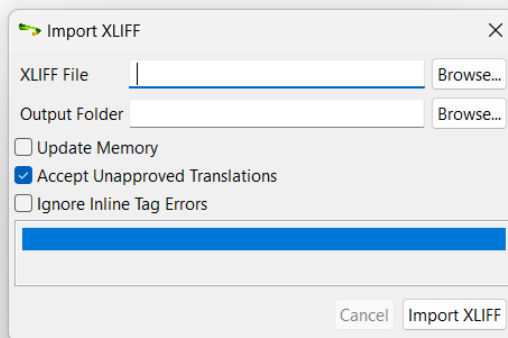 Import XLIFF
XLIFF File Browse...
Output Folder Browse...
Update Memory
Accept Unapproved Translations
Ignore Inline Tag Errors
Cancel Import XLIFF